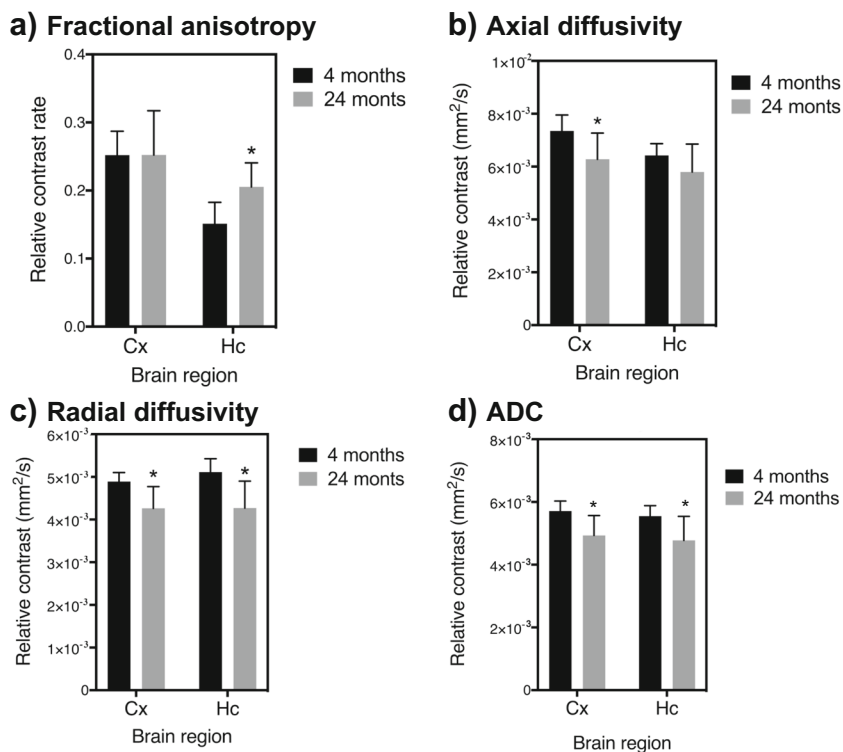 a) Fractional anisotropy
Relative contrast rate
0.4
0.3
0.2
0.1
0.0
Cx Hc
Brain region
4 months
24 monts
*
b) Axial diffusivity
Relative contrast (mm²/s)
1×10⁻²
8×10⁻³
6×10⁻³
4×10⁻³
2×10⁻³
0
Cx Hc
Brain region
4 months
24 monts
*
c) Radial diffusivity
Relative contrast (mm²/s)
6×10⁻³
5×10⁻³
4×10⁻³
3×10⁻³
2×10⁻³
1×10⁻³
0
Cx Hc
Brain region
4 months
24 monts
* *
d) ADC
Relative contrast (mm²/s)
8×10⁻³
6×10⁻³
4×10⁻³
2×10⁻³
0
Cx Hc
Brain region
4 months
24 months
* *